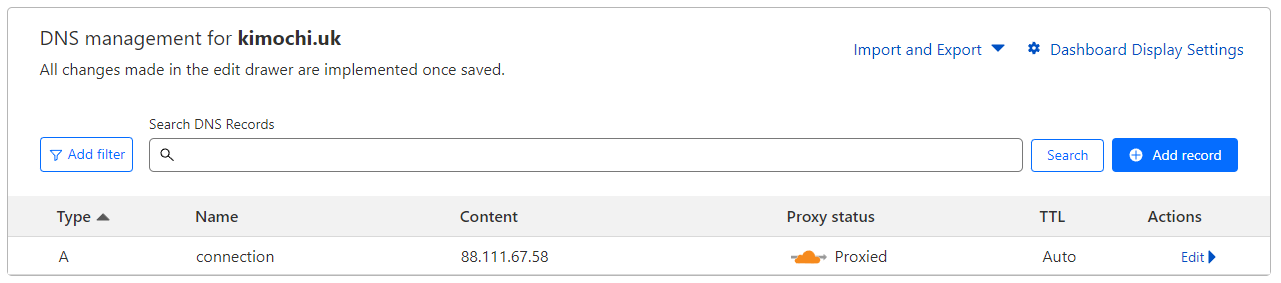 DNS management for kimochi.uk
All changes made in the edit drawer are implemented once saved.
Import and Export
Dashboard Display Settings
Search DNS Records
Add filter
Search
Add record
Type Name Content Proxy status TTL Actions
A connection 88.111.67.58 Proxied Auto Edit